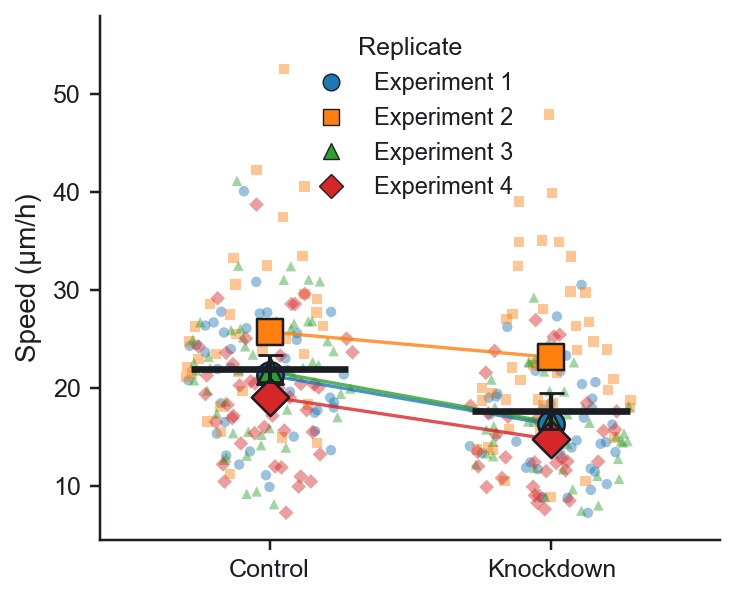 Replicate
Experiment 1
Experiment 2
Experiment 3
Experiment 4
50
40
30
20
10
Speed (µm/h)
Control
Knockdown